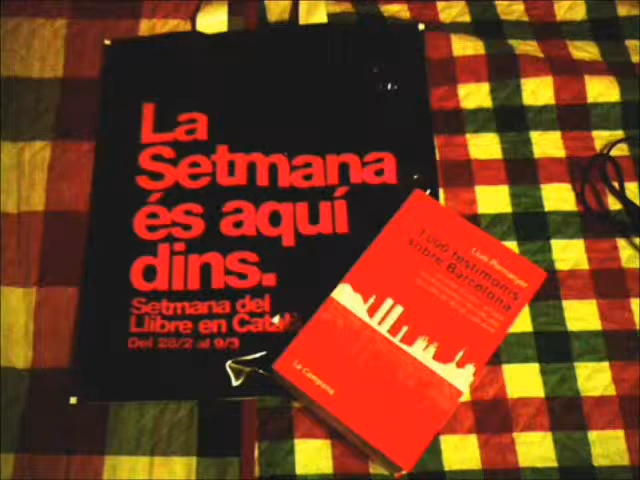 La
Setmana
és aquí
dins.
Setmana del
Llibre en Català
Del 28/2 al 9/3
Lluís Permanyer
1.000 testimonis
sobre Barcelona
La Campana